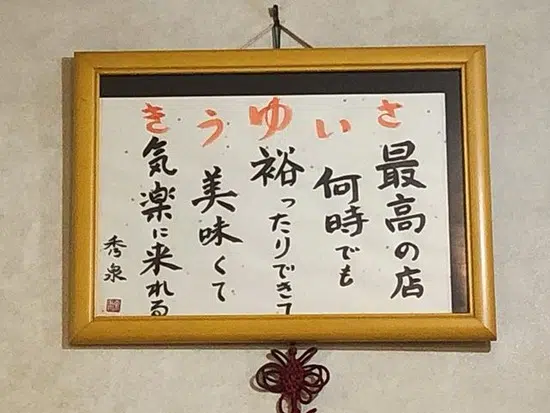 さいゆうき
最高の店
何時でも
裕ったりできて
美味くて
気楽に来れる
秀泉